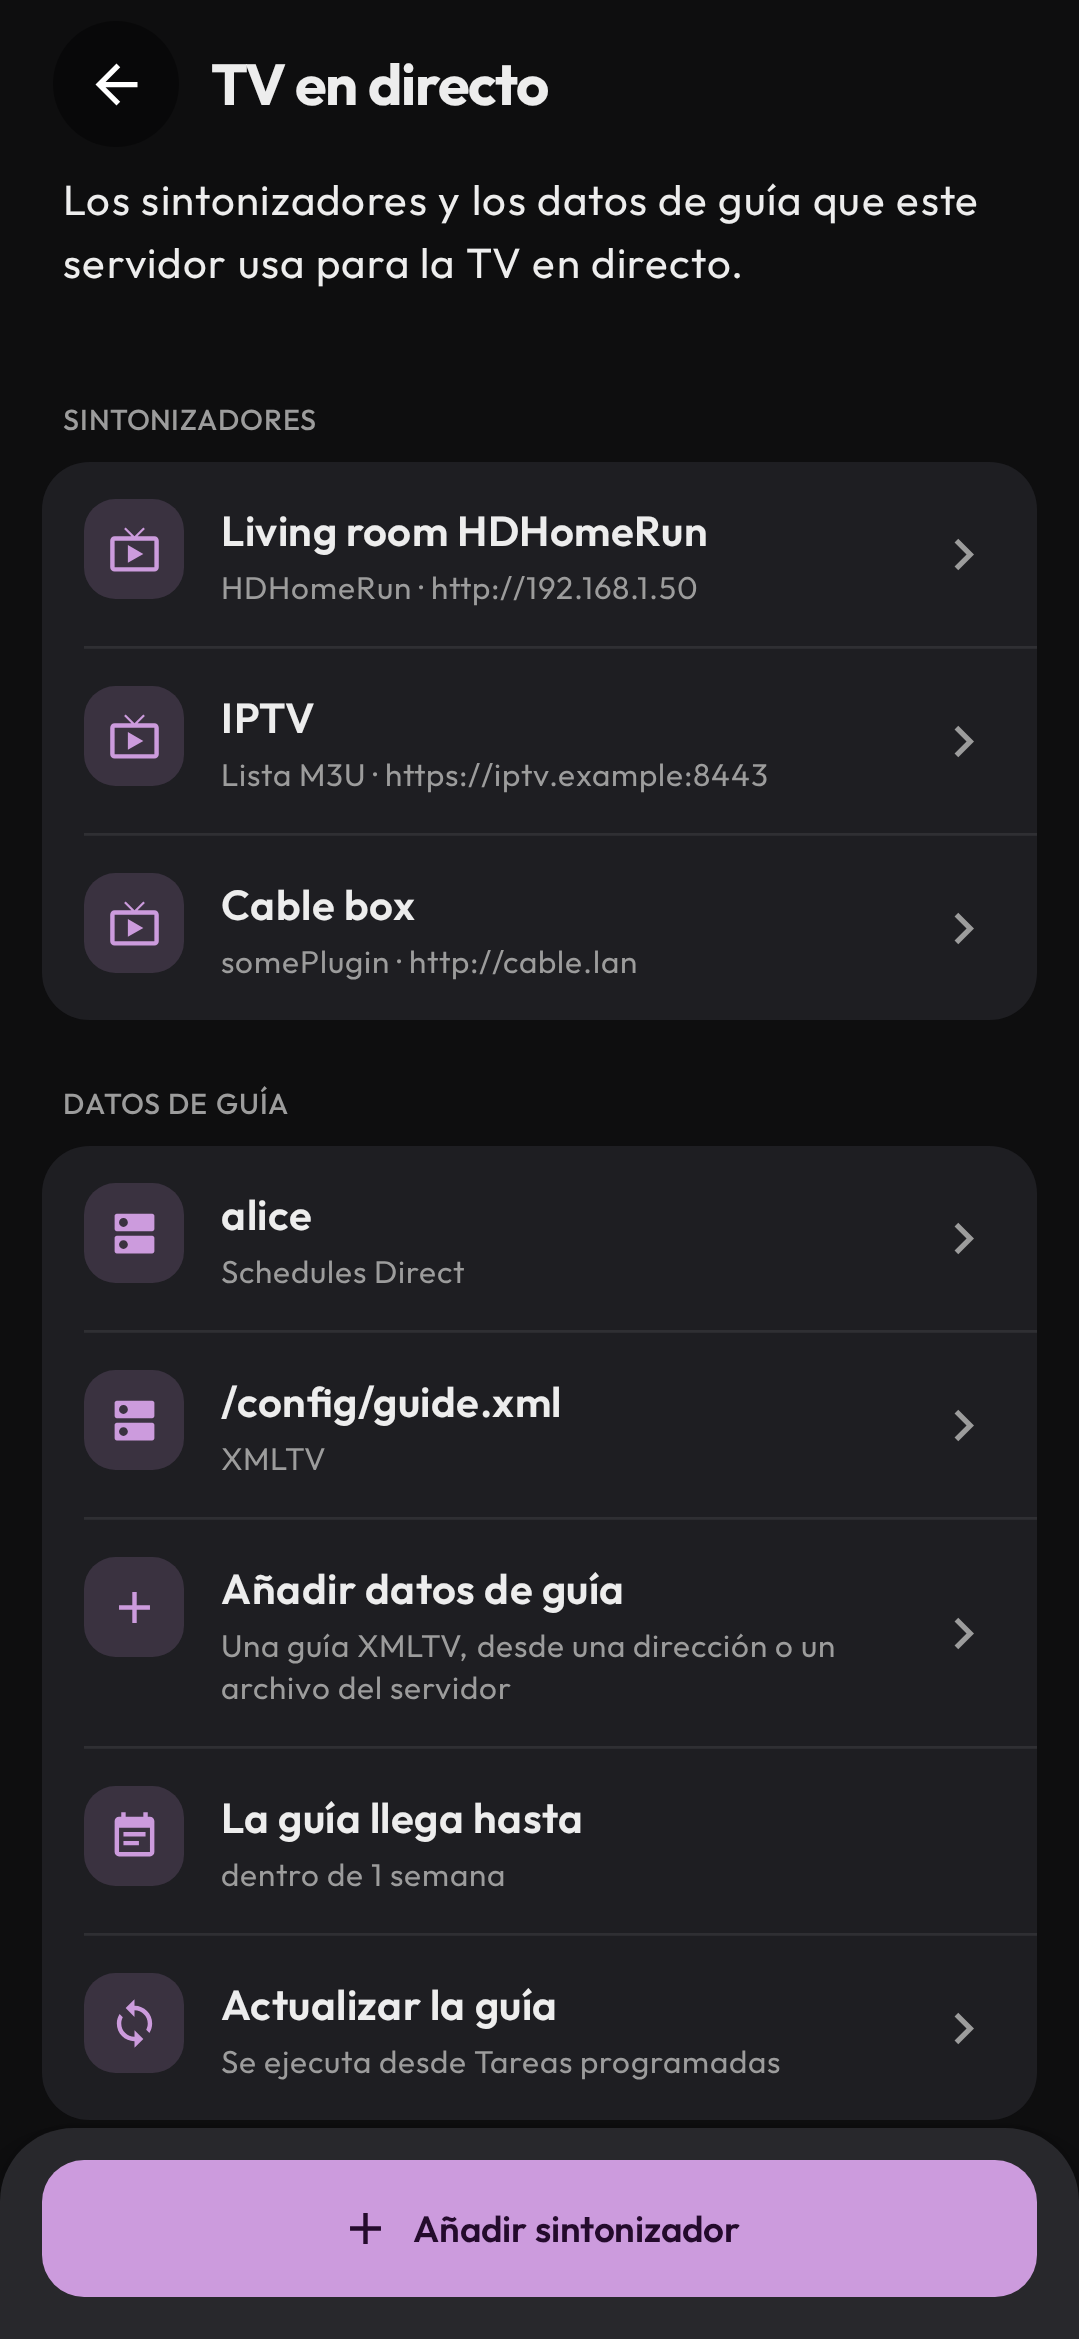 TV en directo
Los sintonizadores y los datos de guía que este
servidor usa para la TV en directo.
SINTONIZADORES
Living room HDHomeRun
HDHomeRun · http://192.168.1.50
IPTV
Lista M3U · https://iptv.example:8443
Cable box
somePlugin · http://cable.lan
DATOS DE GUÍA
alice
Schedules Direct
/config/guide.xml
XMLTV
Añadir datos de guía
Una guía XMLTV, desde una dirección o un
archivo del servidor
La guía llega hasta
dentro de 1 semana
Actualizar la guía
Se ejecuta desde Tareas programadas
Añadir sintonizador